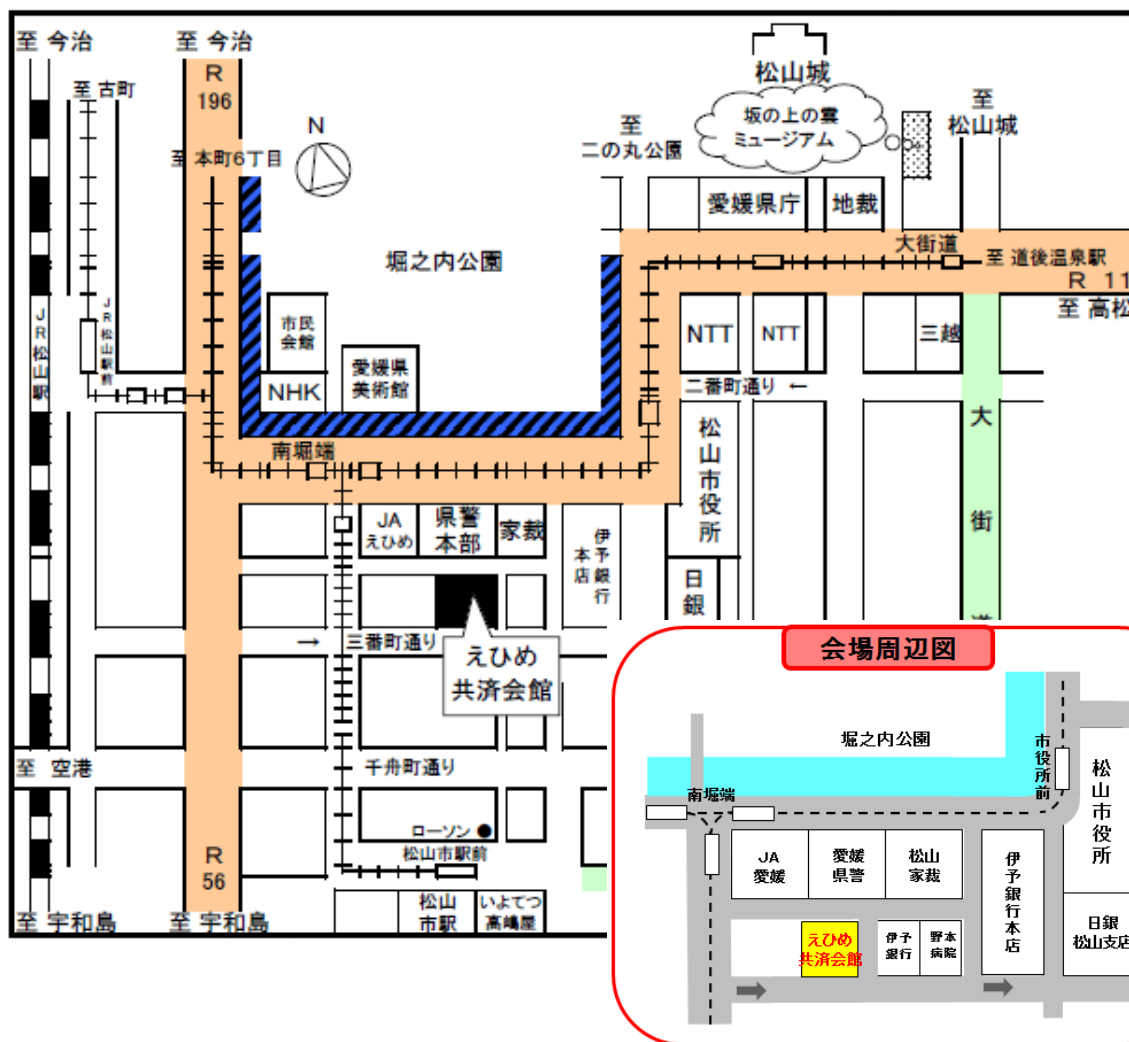 至 今治
至 今治
至 古町
R
196
至 本町6丁目
N
松山城
坂の上の雲
ミュージアム
至
二の丸公園
至
松山城
愛媛県庁
地裁
大街道
至 道後温泉駅
R 11
至 高松
堀之内公園
JR松山駅
JR松山駅前
市民
会館
NHK
愛媛県
美術館
NTT
NTT
三越
二番町通り ←
南堀端
松山市役所
大街道
JA
えひめ
県警
本部
家裁
伊予銀行
本店
日銀
→ 三番町通り
えひめ
共済会館
至 空港
千舟町通り
ローソン
松山市駅前
R
56
至 宇和島
至 宇和島
松山
市駅
いよてつ
高嶋屋
会場周辺図
堀之内公園
市役所前
南堀端
松山市役所
JA
愛媛
愛媛
県警
松山
家裁
伊予銀行本店
えひめ
共済会館
伊予
銀行
野本
病院
日銀
松山支店